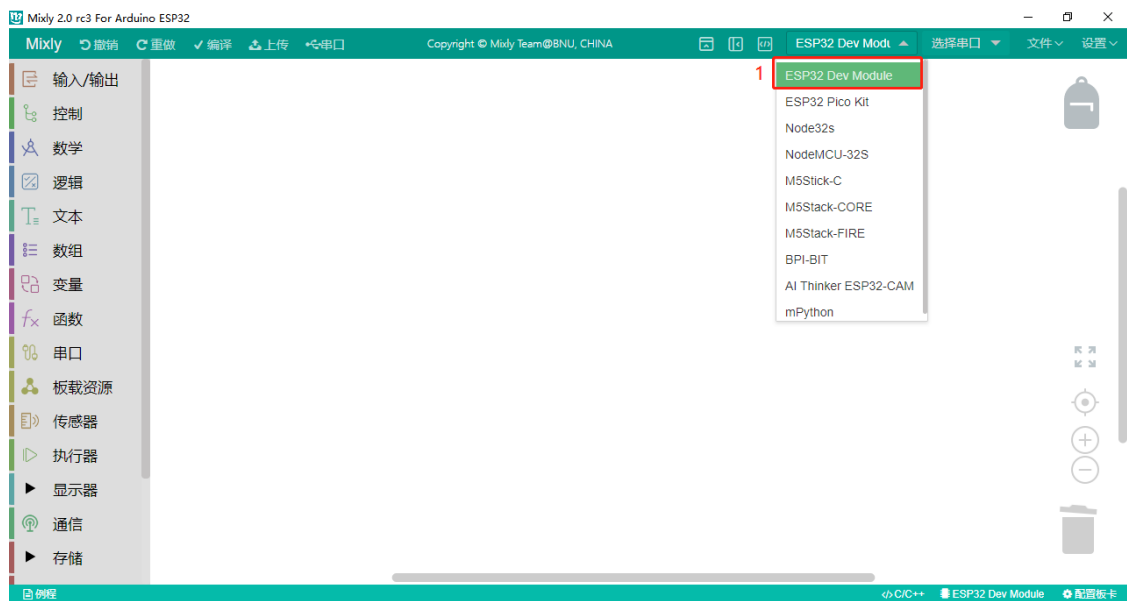 Mixly 2.0 rc3 For Arduino ESP32
Mixly 撤销 重做 编译 上传 串口 Copyright © Mixly Team@BNU, CHINA ESP32 Dev Modu 选择串口 文件 设置
1
ESP32 Dev Module
ESP32 Pico Kit
Node32s
NodeMCU-32S
M5Stick-C
M5Stack-CORE
M5Stack-FIRE
BPI-BIT
AI Thinker ESP32-CAM
mPython
输入/输出
控制
数学
逻辑
文本
数组
变量
函数
串口
板载资源
传感器
执行器
显示器
通信
存储
例程 C/C++ ESP32 Dev Module 配置板卡